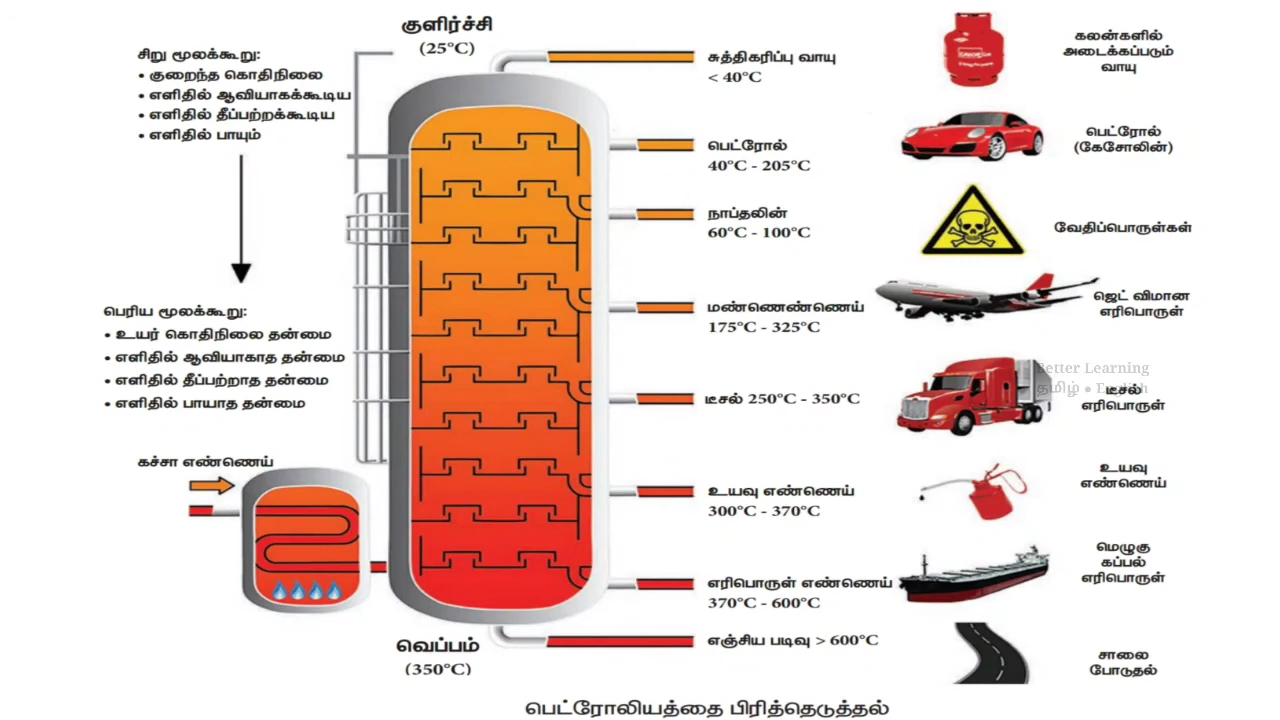 குளிர்ச்சி
(25°C)
சிறு மூலக்கூறு:
• குறைந்த கொதிநிலை
• எளிதில் ஆவியாகக்கூடிய
• எளிதில் தீப்பற்றக்கூடிய
• எளிதில் பாயும்
பெரிய மூலக்கூறு:
• உயர் கொதிநிலை தன்மை
• எளிதில் ஆவியாகாத தன்மை
• எளிதில் தீப்பற்றாத தன்மை
• எளிதில் பாயாத தன்மை
கச்சா எண்ணெய்
வெப்பம்
(350°C)
சுத்திகரிப்பு வாயு
< 40°C
பெட்ரோல்
40°C - 205°C
நாப்தலின்
60°C - 100°C
மண்ணெண்ணெய்
175°C - 325°C
டீசல் 250°C - 350°C
உயவு எண்ணெய்
300°C - 370°C
எரிபொருள் எண்ணெய்
370°C - 600°C
எஞ்சிய படிவு > 600°C
கலன்களில்
அடைக்கப்படும்
வாயு
பெட்ரோல்
(கேசோலின்)
வேதிப்பொருள்கள்
ஜெட் விமான
எரிபொருள்
Better Learning
தமிழ் ● English
டீசல்
எரிபொருள்
உயவு
எண்ணெய்
மெழுகு
கப்பல்
எரிபொருள்
சாலை
போடுதல்
பெட்ரோலியத்தை பிரித்தெடுத்தல்